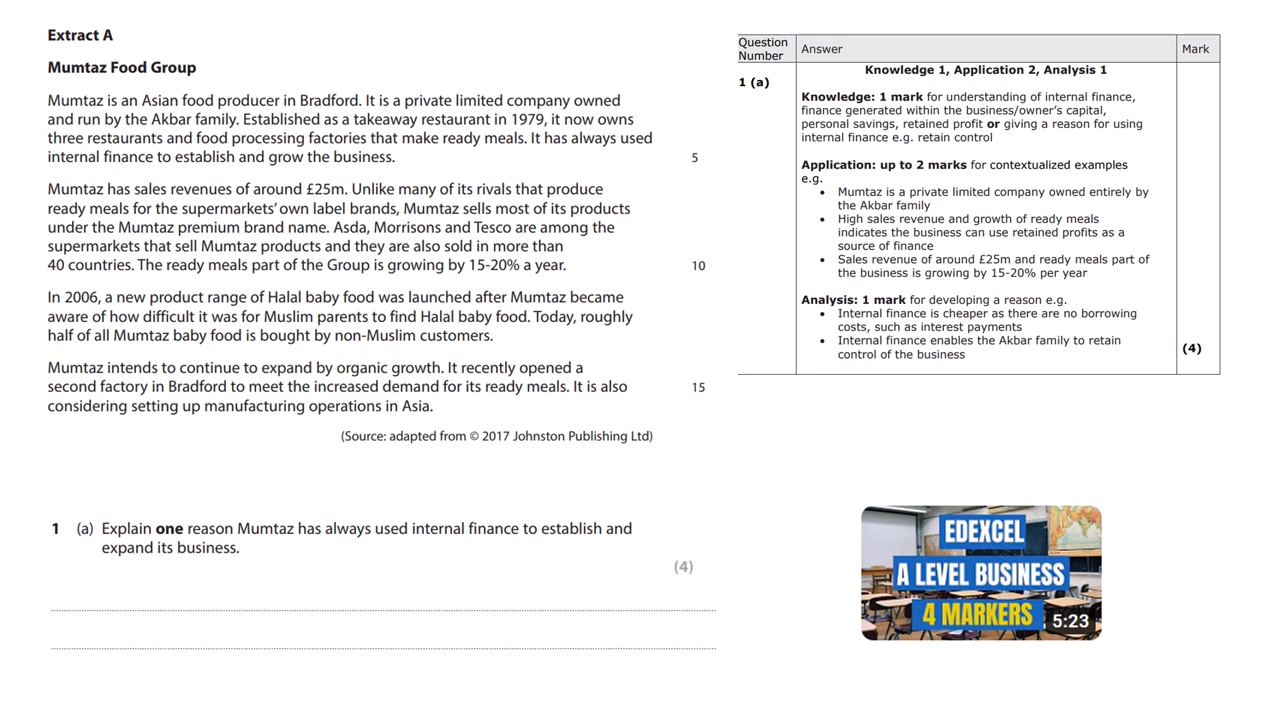 Extract A
Mumtaz Food Group
Mumtaz is an Asian food producer in Bradford. It is a private limited company owned
and run by the Akbar family. Established as a takeaway restaurant in 1979, it now owns
three restaurants and food processing factories that make ready meals. It has always used
internal finance to establish and grow the business. 5
Mumtaz has sales revenues of around £25m. Unlike many of its rivals that produce
ready meals for the supermarkets' own label brands, Mumtaz sells most of its products
under the Mumtaz premium brand name. Asda, Morrisons and Tesco are among the
supermarkets that sell Mumtaz products and they are also sold in more than
40 countries. The ready meals part of the Group is growing by 15-20% a year. 10
In 2006, a new product range of Halal baby food was launched after Mumtaz became
aware of how difficult it was for Muslim parents to find Halal baby food. Today, roughly
half of all Mumtaz baby food is bought by non-Muslim customers.
Mumtaz intends to continue to expand by organic growth. It recently opened a
second factory in Bradford to meet the increased demand for its ready meals. It is also 15
considering setting up manufacturing operations in Asia.
(Source: adapted from © 2017 Johnston Publishing Ltd)
1 (a) Explain one reason Mumtaz has always used internal finance to establish and
expand its business.
(4)
Question
Number
Answer
Mark
1 (a)
Knowledge 1, Application 2, Analysis 1
Knowledge: 1 mark for understanding of internal finance,
finance generated within the business/owner's capital,
personal savings, retained profit or giving a reason for using
internal finance e.g. retain control
Application: up to 2 marks for contextualized examples
e.g.
• Mumtaz is a private limited company owned entirely by
the Akbar family
• High sales revenue and growth of ready meals
indicates the business can use retained profits as a
source of finance
• Sales revenue of around £25m and ready meals part of
the business is growing by 15-20% per year
Analysis: 1 mark for developing a reason e.g.
• Internal finance is cheaper as there are no borrowing
costs, such as interest payments
• Internal finance enables the Akbar family to retain
control of the business
(4)
EDEXCEL
A LEVEL BUSINESS
4 MARKERS
5:23